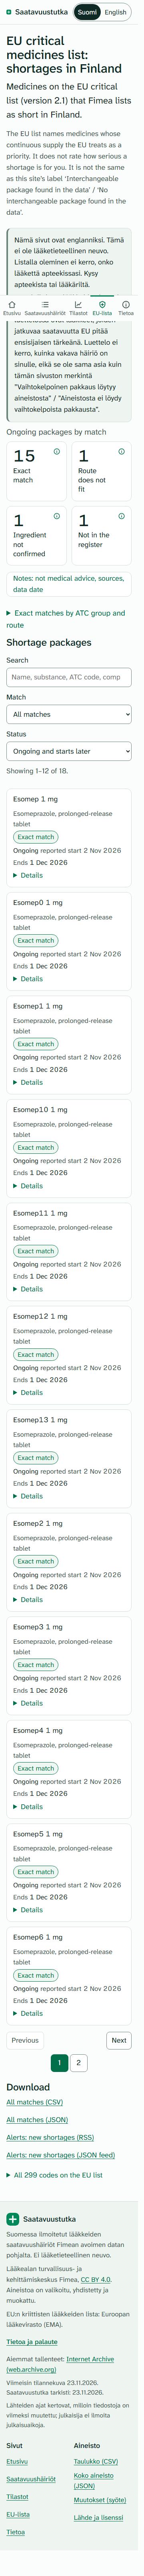 Saatavuustutka
Suomi
English
EU critical
medicines list:
shortages in Finland
Medicines on the EU critical
list (version 2.1) that Fimea lists
as short in Finland.
The EU list names medicines whose
continuous supply the EU treats as a
priority. It does not rate how serious a
shortage is. It is not the same
as this site's label 'Interchangeable
package found in the data' / 'No
interchangeable package found in the
data'.
Nämä sivut ovat englanniksi. Tämä
ei ole lääketieteellinen neuvo.
Listalla oleminen ei kerro, onko
lääkettä apteekissasi. Kysy
apteekista tai lääkäriltä.
Etusivu
Saatavuushäiriöt
Tilastot
EU-lista
Tietoa
jatkuvaa saatavuutta EU pitää
ensisijaisen tärkeänä. Luettelo ei
kerro, kuinka vakava häiriö on
sinulle, eikä se ole sama asia kuin
tämän sivuston merkintä
"Vaihtokelpoinen pakkaus löytyy
aineistosta" / "Aineistosta ei löydy
vaihtokelpoista pakkausta".
Ongoing packages by match
15
Exact
match
1
Route
does not
fit
1
Ingredient
not
confirmed
1
Not in the
register
Notes: not medical advice, sources,
data date
Exact matches by ATC group and
route
Shortage packages
Search
Name, substance, ATC code, comp
Match
All matches
Status
Ongoing and starts later
Showing 1–12 of 18.
Esomep 1 mg
Esomeprazole, prolonged-release
tablet
Exact match
Ongoing reported start 2 Nov 2026
Ends 1 Dec 2026
Details
Esomep0 1 mg
Esomeprazole, prolonged-release
tablet
Exact match
Ongoing reported start 2 Nov 2026
Ends 1 Dec 2026
Details
Esomep1 1 mg
Esomeprazole, prolonged-release
tablet
Exact match
Ongoing reported start 2 Nov 2026
Ends 1 Dec 2026
Details
Esomep10 1 mg
Esomeprazole, prolonged-release
tablet
Exact match
Ongoing reported start 2 Nov 2026
Ends 1 Dec 2026
Details
Esomep11 1 mg
Esomeprazole, prolonged-release
tablet
Exact match
Ongoing reported start 2 Nov 2026
Ends 1 Dec 2026
Details
Esomep12 1 mg
Esomeprazole, prolonged-release
tablet
Exact match
Ongoing reported start 2 Nov 2026
Ends 1 Dec 2026
Details
Esomep13 1 mg
Esomeprazole, prolonged-release
tablet
Exact match
Ongoing reported start 2 Nov 2026
Ends 1 Dec 2026
Details
Esomep2 1 mg
Esomeprazole, prolonged-release
tablet
Exact match
Ongoing reported start 2 Nov 2026
Ends 1 Dec 2026
Details
Esomep3 1 mg
Esomeprazole, prolonged-release
tablet
Exact match
Ongoing reported start 2 Nov 2026
Ends 1 Dec 2026
Details
Esomep4 1 mg
Esomeprazole, prolonged-release
tablet
Exact match
Ongoing reported start 2 Nov 2026
Ends 1 Dec 2026
Details
Esomep5 1 mg
Esomeprazole, prolonged-release
tablet
Exact match
Ongoing reported start 2 Nov 2026
Ends 1 Dec 2026
Details
Esomep6 1 mg
Esomeprazole, prolonged-release
tablet
Exact match
Ongoing reported start 2 Nov 2026
Ends 1 Dec 2026
Details
Previous
Next
1
2
Download
All matches (CSV)
All matches (JSON)
Alerts: new shortages (RSS)
Alerts: new shortages (JSON feed)
All 299 codes on the EU list
Saatavuustutka
Suomessa ilmoitetut lääkkeiden
saatavuushäiriöt Fimean avoimen datan
pohjalta. Ei lääketieteellinen neuvo.
Lääkealan turvallisuus- ja
kehittämiskeskus Fimea, CC BY 4.0.
Aineistoa on valikoitu, yhdistetty ja
muokattu.
EU:n kriittisten lääkkeiden lista: Euroopan
lääkevirasto (EMA).
Tietoa ja palaute
Aiemmat tallenteet: Internet Archive
(web.archive.org)
Viimeisin tilannekuva 23.11.2026.
Saatavuustutka tarkisti: 23.11.2026.
Lähteiden ajat kertovat, milloin tiedostoja on
viimeksi muutettu; julkaisija ei ilmoita
julkaisuaikoja.
Sivut
Etusivu
Saatavuushäiriöt
Tilastot
EU-lista
Tietoa
Aineisto
Taulukko (CSV)
Koko aineisto
(JSON)
Muutokset (syöte)
Lähde ja lisenssi